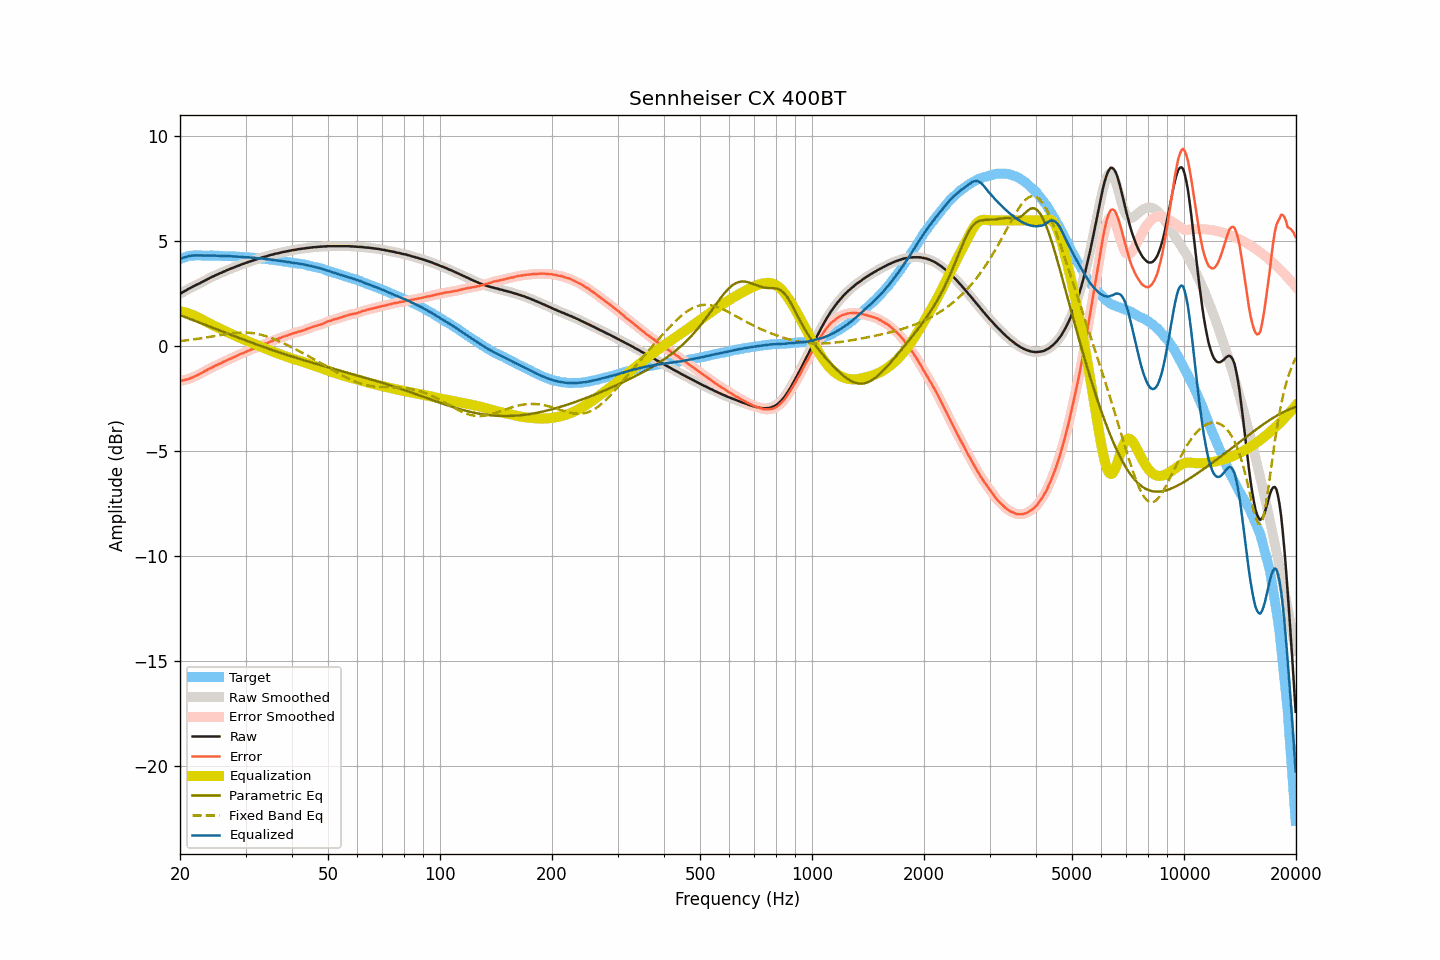 Sennheiser CX 400BT
10
5
0
−5
−10
−15
−20
Amplitude (dBr)
Target
Raw Smoothed
Error Smoothed
Raw
Error
Equalization
Parametric Eq
Fixed Band Eq
Equalized
20 50 100 200 500 1000 2000 5000 10000 20000
Frequency (Hz)